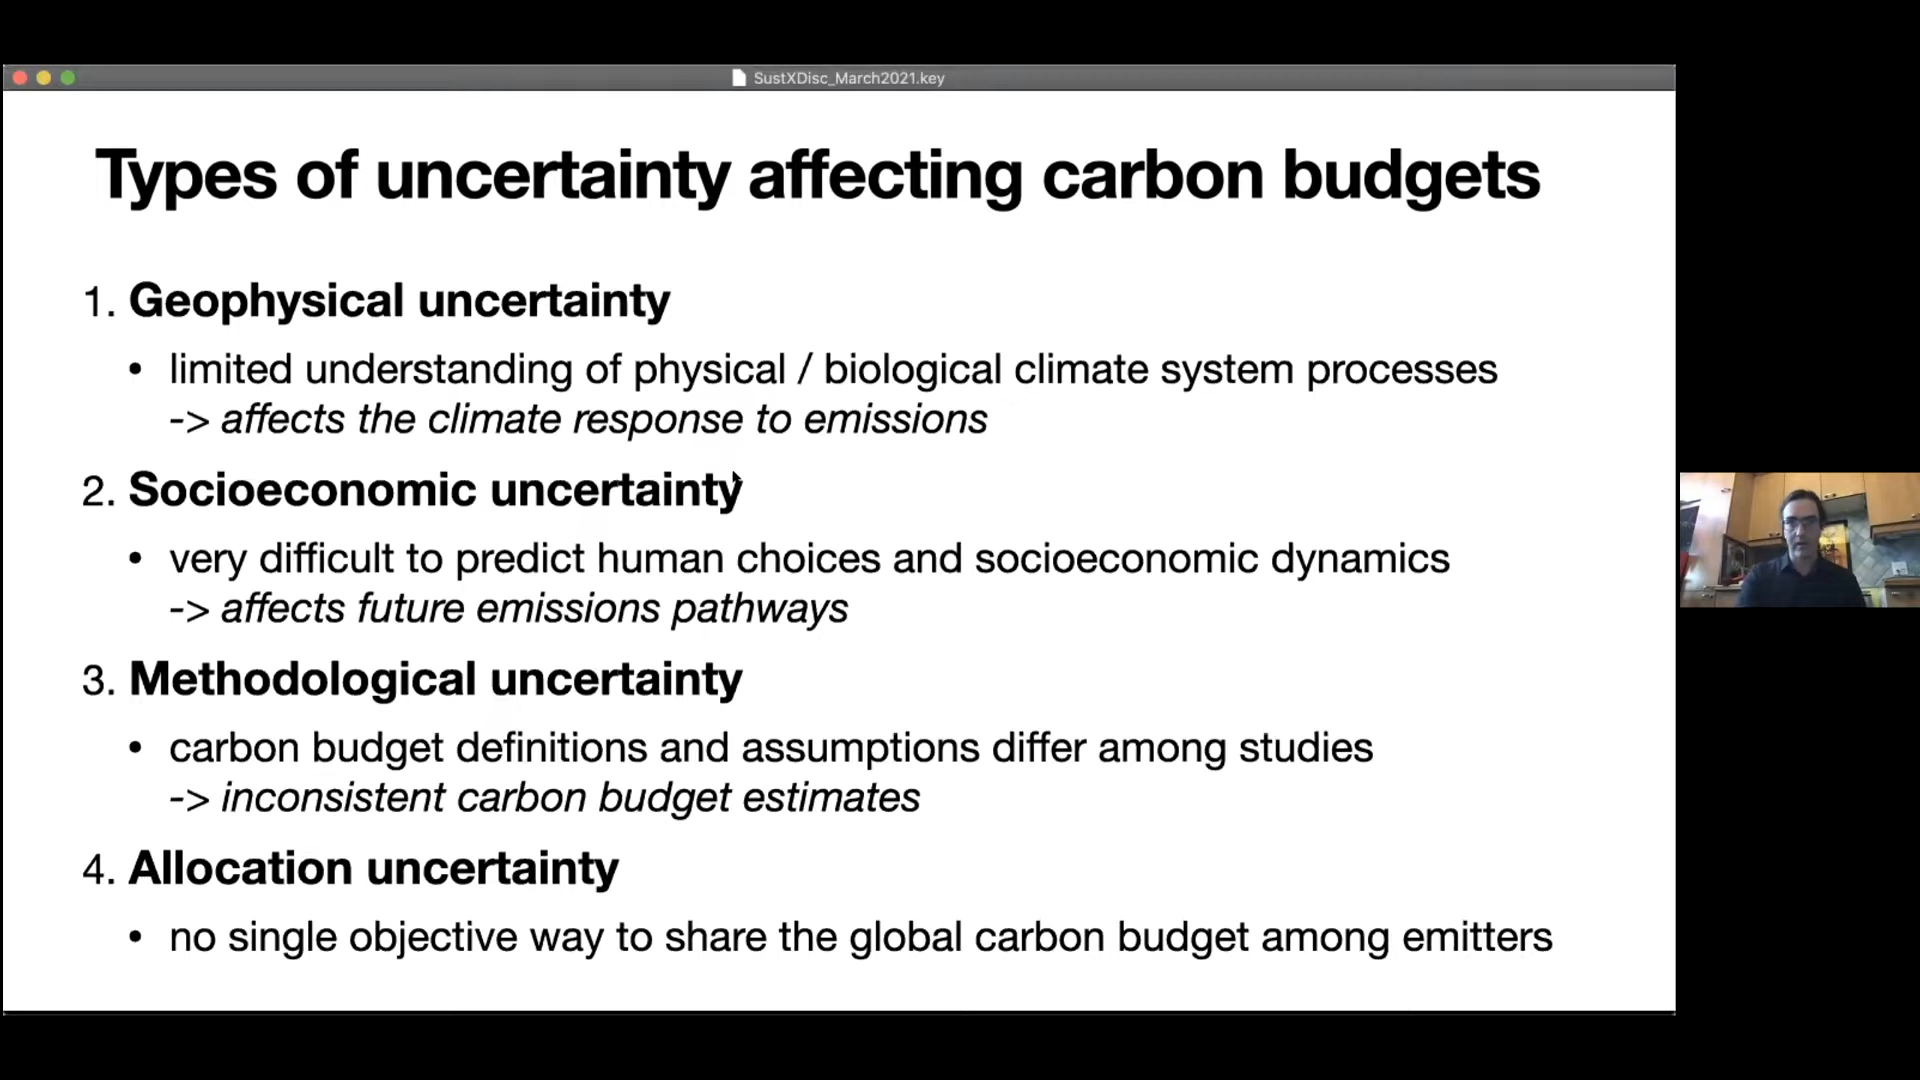 SustXDisc_March2021.key
Types of uncertainty affecting carbon budgets
1. Geophysical uncertainty
• limited understanding of physical / biological climate system processes
-> affects the climate response to emissions
2. Socioeconomic uncertainty
• very difficult to predict human choices and socioeconomic dynamics
-> affects future emissions pathways
3. Methodological uncertainty
• carbon budget definitions and assumptions differ among studies
-> inconsistent carbon budget estimates
4. Allocation uncertainty
• no single objective way to share the global carbon budget among emitters